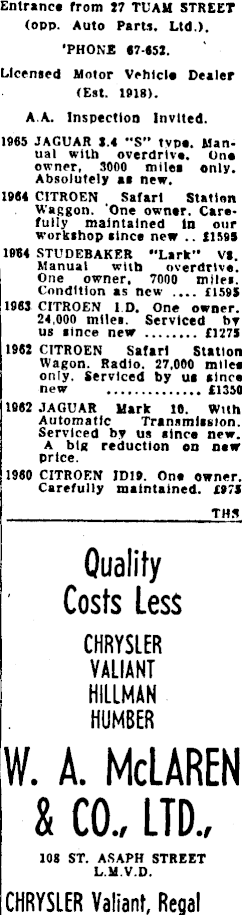 Entrance from 27 TUAM STREET
(opp. Auto Parts. Ltd.).
'PHONE 67-652.
Licensed Motor Vehicle Dealer
(Est. 1918).
A.A. Inspection Invited.
1965 JAGUAR 3.4 "S" type. Man-
ual with overdrive. One
owner, 3000 miles only.
Absolutely as new.
1964 CITROEN Safari Station
Waggon. One owner. Care-
fully maintained in our
workshop since new .. £1595
1964 STUDEBAKER "Lark" V8.
Manual with overdrive.
One owner, 7000 miles.
Condition as new .... £1595
1963 CITROEN I.D. One owner.
24,000 miles. Serviced by
us since new ........ £1275
1962 CITROEN Safari Station
Wagon. Radio. 27,000 miles
only. Serviced by us since
new .............. £1350
1962 JAGUAR Mark 10. With
Automatic Transmission.
Serviced by us since new.
A big reduction on new
price.
1960 CITROEN ID19. One owner.
Carefully maintained. £975
THS
Quality
Costs Less
CHRYSLER
VALIANT
HILLMAN
HUMBER
W. A. McLAREN
& CO., LTD.,
108 ST. ASAPH STREET
L.M.V.D.
CHRYSLER Valiant, Regal